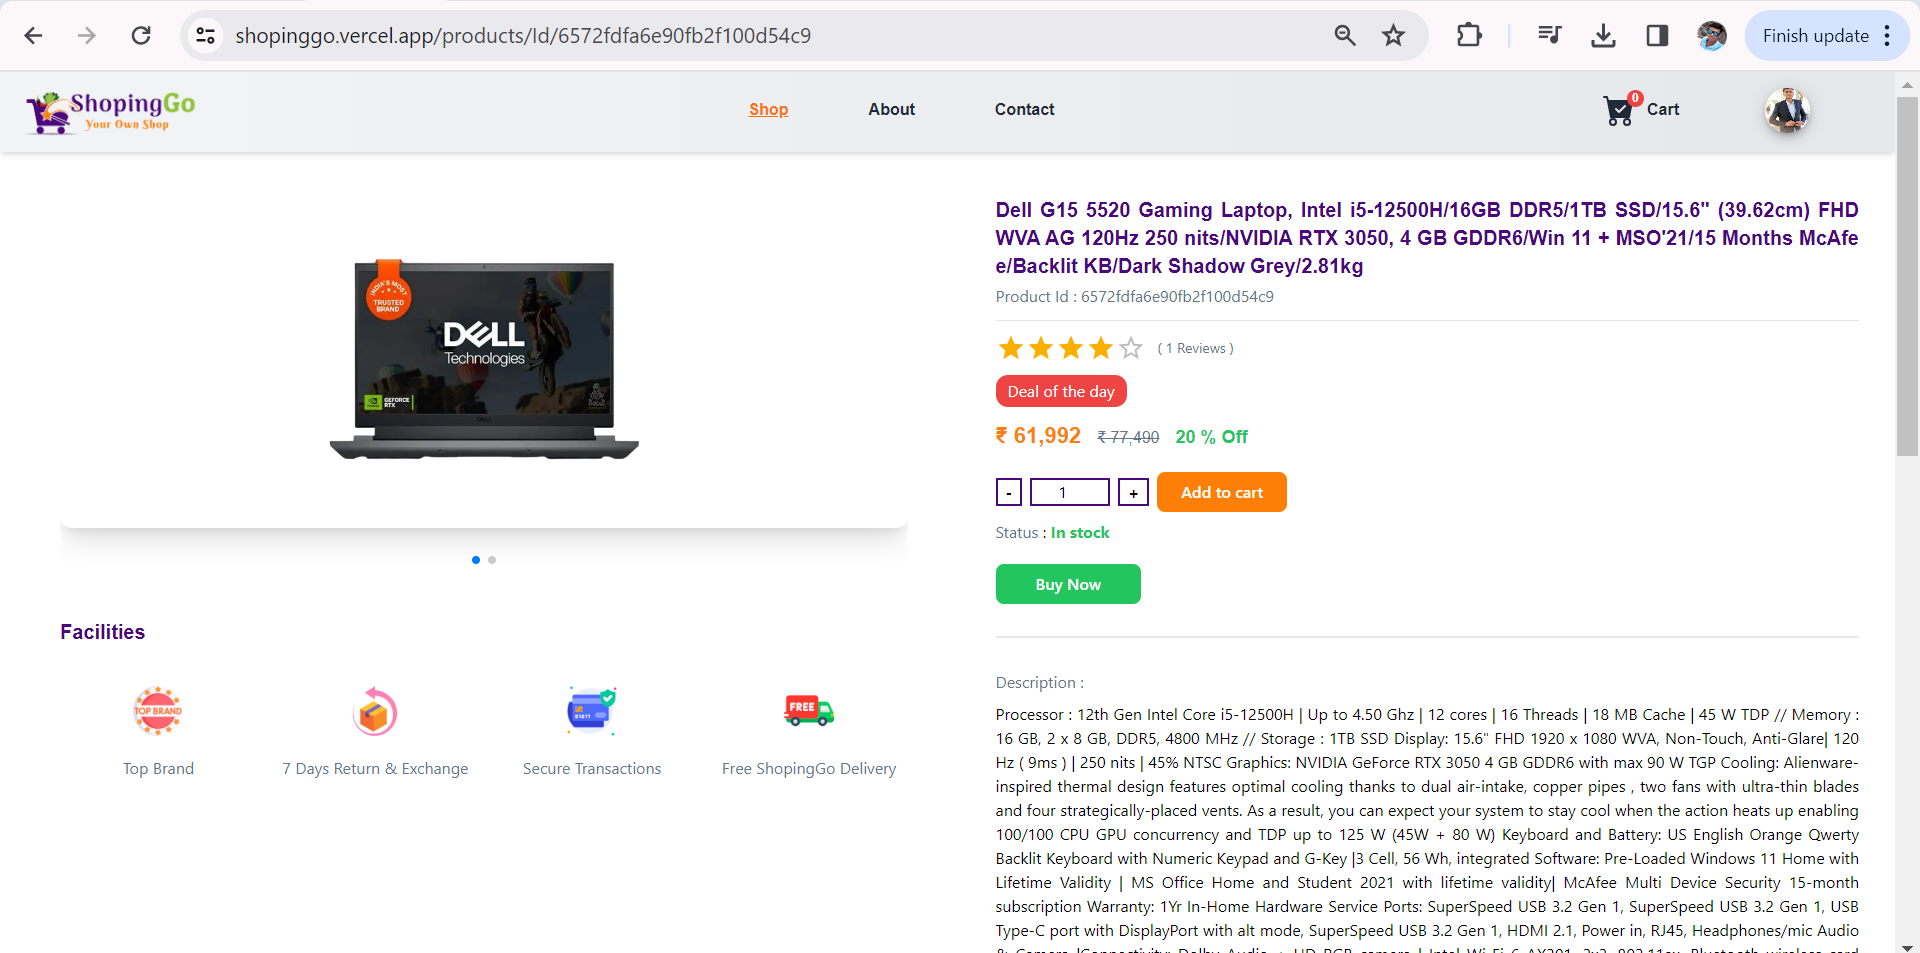 shopinggo.vercel.app/products/Id/6572fdfa6e90fb2f100d54c9
Finish update
ShopingGo
Your Own Shop
Shop
About
Contact
0
Cart
INDIA'S MOST
TRUSTED
BRAND
DELL
Technologies
GEFORCE
RTX
Dell G15 5520 Gaming Laptop, Intel i5-12500H/16GB DDR5/1TB SSD/15.6" (39.62cm) FHD
WVA AG 120Hz 250 nits/NVIDIA RTX 3050, 4 GB GDDR6/Win 11 + MSO'21/15 Months McAfe
e/Backlit KB/Dark Shadow Grey/2.81kg
Product Id : 6572fdfa6e90fb2f100d54c9
( 1 Reviews )
Deal of the day
₹ 61,992 ₹ 77,490 20 % Off
- 1 + Add to cart
Status : In stock
Buy Now
Facilities
TOP BRAND
01011
FREE
Top Brand
7 Days Return & Exchange
Secure Transactions
Free ShopingGo Delivery
Description :
Processor : 12th Gen Intel Core i5-12500H | Up to 4.50 Ghz | 12 cores | 16 Threads | 18 MB Cache | 45 W TDP // Memory :
16 GB, 2 x 8 GB, DDR5, 4800 MHz // Storage : 1TB SSD Display: 15.6" FHD 1920 x 1080 WVA, Non-Touch, Anti-Glare| 120
Hz ( 9ms ) | 250 nits | 45% NTSC Graphics: NVIDIA GeForce RTX 3050 4 GB GDDR6 with max 90 W TGP Cooling: Alienware-
inspired thermal design features optimal cooling thanks to dual air-intake, copper pipes , two fans with ultra-thin blades
and four strategically-placed vents. As a result, you can expect your system to stay cool when the action heats up enabling
100/100 CPU GPU concurrency and TDP up to 125 W (45W + 80 W) Keyboard and Battery: US English Orange Qwerty
Backlit Keyboard with Numeric Keypad and G-Key |3 Cell, 56 Wh, integrated Software: Pre-Loaded Windows 11 Home with
Lifetime Validity | MS Office Home and Student 2021 with lifetime validity| McAfee Multi Device Security 15-month
subscription Warranty: 1Yr In-Home Hardware Service Ports: SuperSpeed USB 3.2 Gen 1, SuperSpeed USB 3.2 Gen 1, USB
Type-C port with DisplayPort with alt mode, SuperSpeed USB 3.2 Gen 1, HDMI 2.1, Power in, RJ45, Headphones/mic Audio